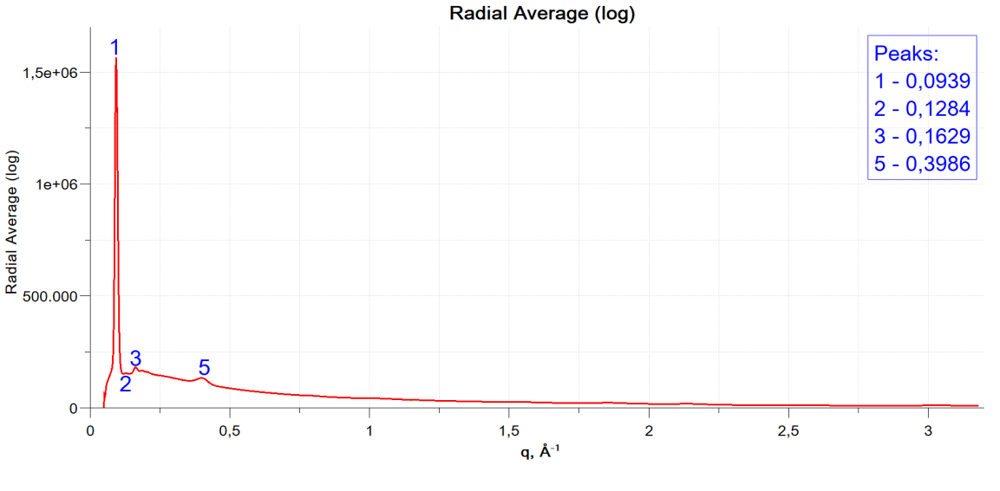 Radial Average (log)
1
Peaks:
1 - 0,0939
2 - 0,1284
3 - 0,1629
5 - 0,3986
1,5e+06
1e+06
500.000
0
Radial Average (log)
3
2
5
0
0,5
1
1,5
2
2,5
3
q, Å⁻¹